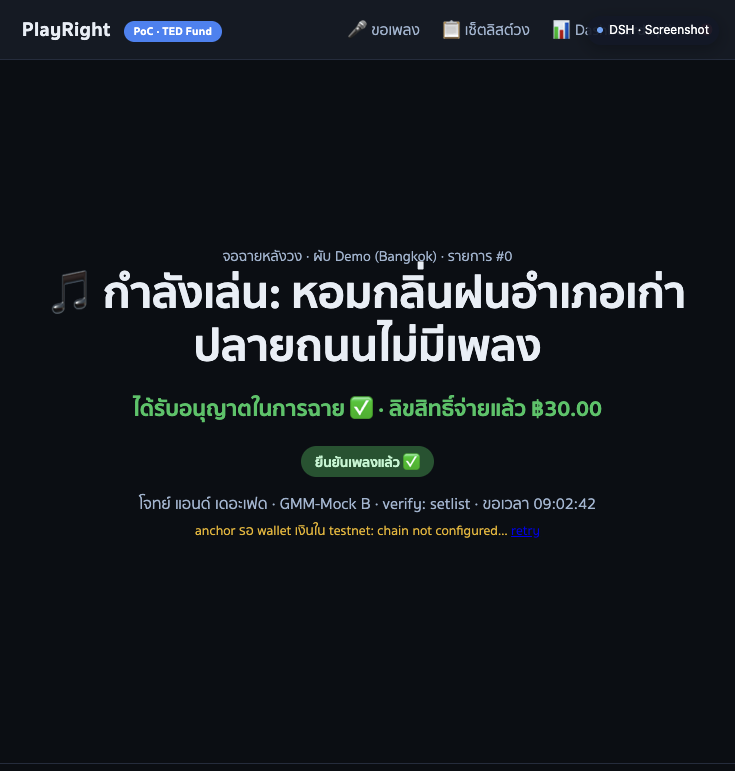 PlayRight PoC · TED Fund 🎤 ขอเพลง 📋 เซ็ตลิสต์วง 📊 DSH · Screenshot
จอฉายหลังวง · ผับ Demo (Bangkok) · รายการ #0
🎵 กำลังเล่น: หอมกลิ่นฝนอำเภอเก่า
ปลายถนนไม่มีเพลง
ได้รับอนุญาตในการฉาย ✅ · ลิขสิทธิ์จ่ายแล้ว ฿30.00
ยืนยันเพลงแล้ว ✅
โจทย์ แอนด์ เดอะเฟด · GMM-Mock B · verify: setlist · ขอเวลา 09:02:42
anchor รอ wallet เงินใน testnet: chain not configured... retry